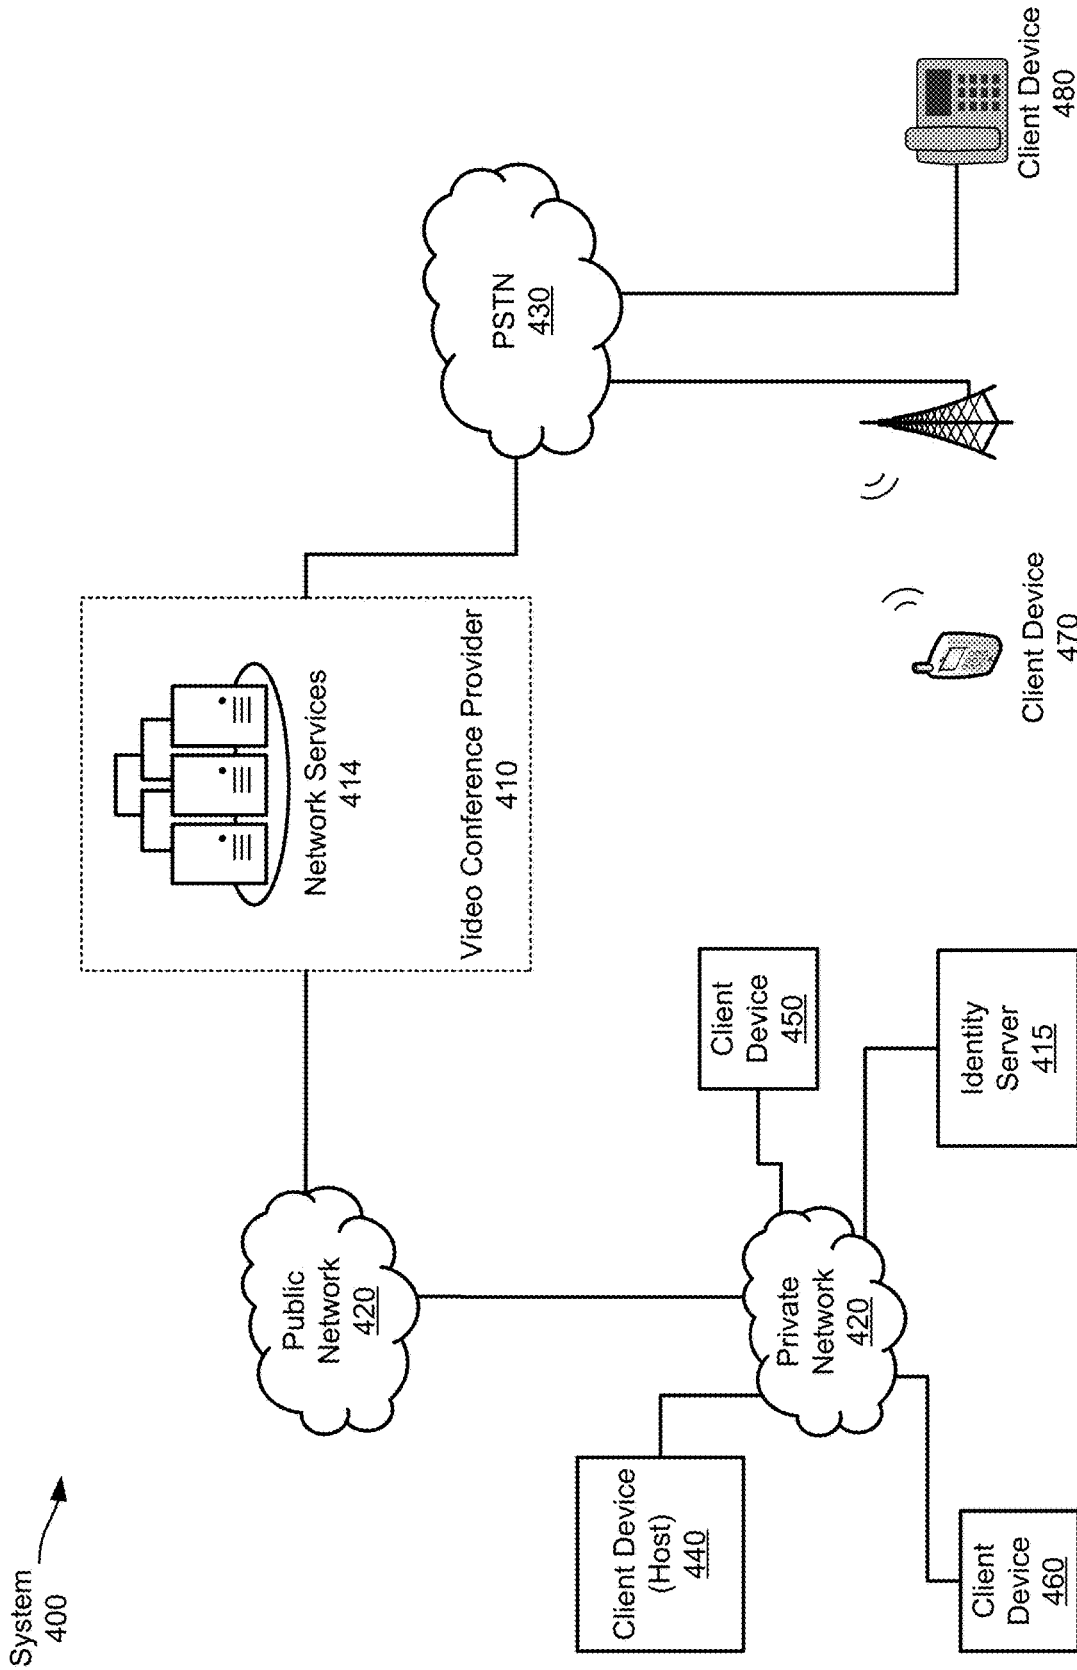 System
400
Network Services
414
Video Conference Provider
410
Public
Network
420
PSTN
430
Client Device
(Host)
440
Private
Network
420
Client
Device
450
Client
Device
460
Identity
Server
415
Client Device
470
Client Device
480